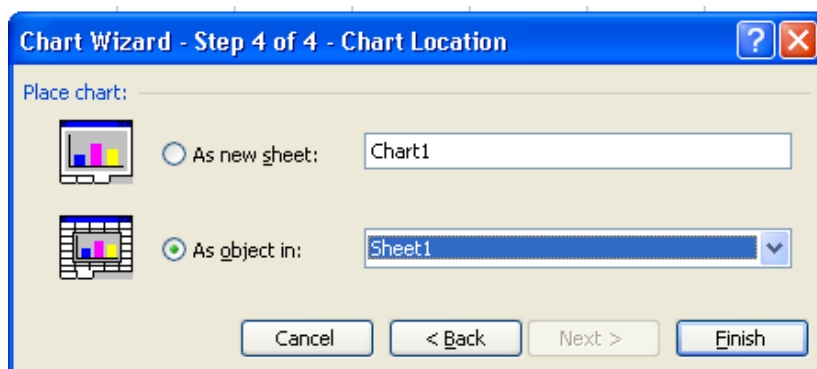 Chart Wizard - Step 4 of 4 - Chart Location
?
Place chart:
As new sheet: Chart1
As object in: Sheet1
Cancel < Back Next > Finish